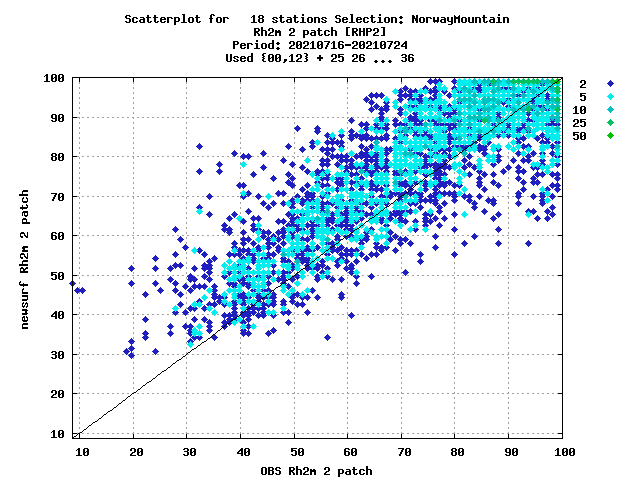 Scatterplot for   18 stations Selection: NorwayMountain
Rh2m 2 patch [RHP2]
Period: 20210716-20210724
Used {00,12} + 25 26 ... 36
100
90
80
70
60
50
40
30
20
10
newsurf Rh2m 2 patch
10 20 30 40 50 60 70 80 90 100
OBS Rh2m 2 patch
2
5
10
25
50